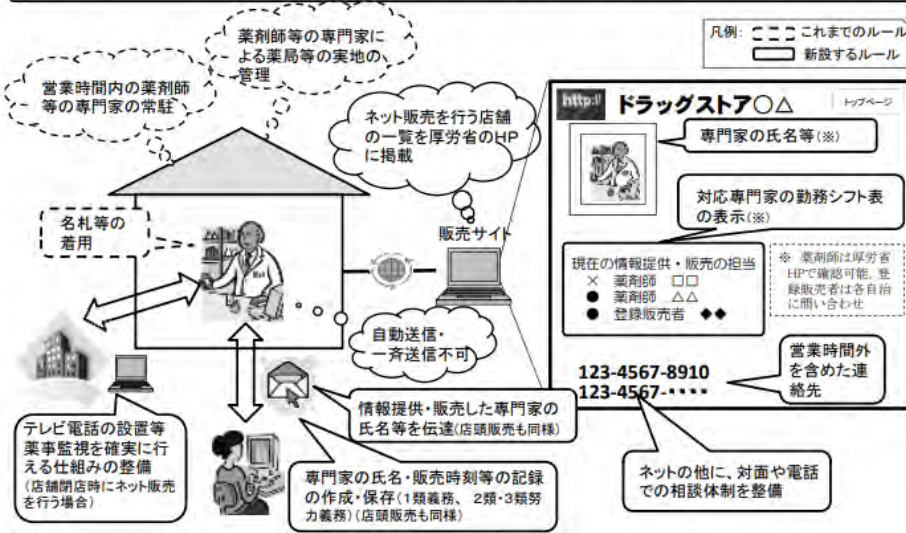 薬剤師等の専門家に
よる薬局等の実地の
管理
営業時間内の薬剤師
等の専門家の常駐
凡例:
これまでのルール
新設するルール
ネット販売を行う店舗
の一覧を厚労省のHP
に掲載
http://
ドラッグストア○△
トップページ
専門家の氏名等(※)
対応専門家の勤務シフト表
の表示(※)
名札等の
着用
販売サイト
現在の情報提供・販売の担当
× 薬剤師 □□
● 薬剤師 △△
● 登録販売者 ◆◆
※ 薬剤師は厚労省
HPで確認可能、登
録販売者は各自治
に問い合わせ
自動送信・
一斉送信不可
123-4567-8910
123-4567-****
営業時間外
を含めた連
絡先
情報提供・販売した専門家の
氏名等を伝達(店頭販売も同様)
テレビ電話の設置等
薬事監視を確実に行
える仕組みの整備
(店舗閉店時にネット販売
を行う場合)
専門家の氏名・販売時刻等の記録
の作成・保存(1類義務、2類・3類努
力義務)(店頭販売も同様)
ネットの他に、対面や電話
での相談体制を整備